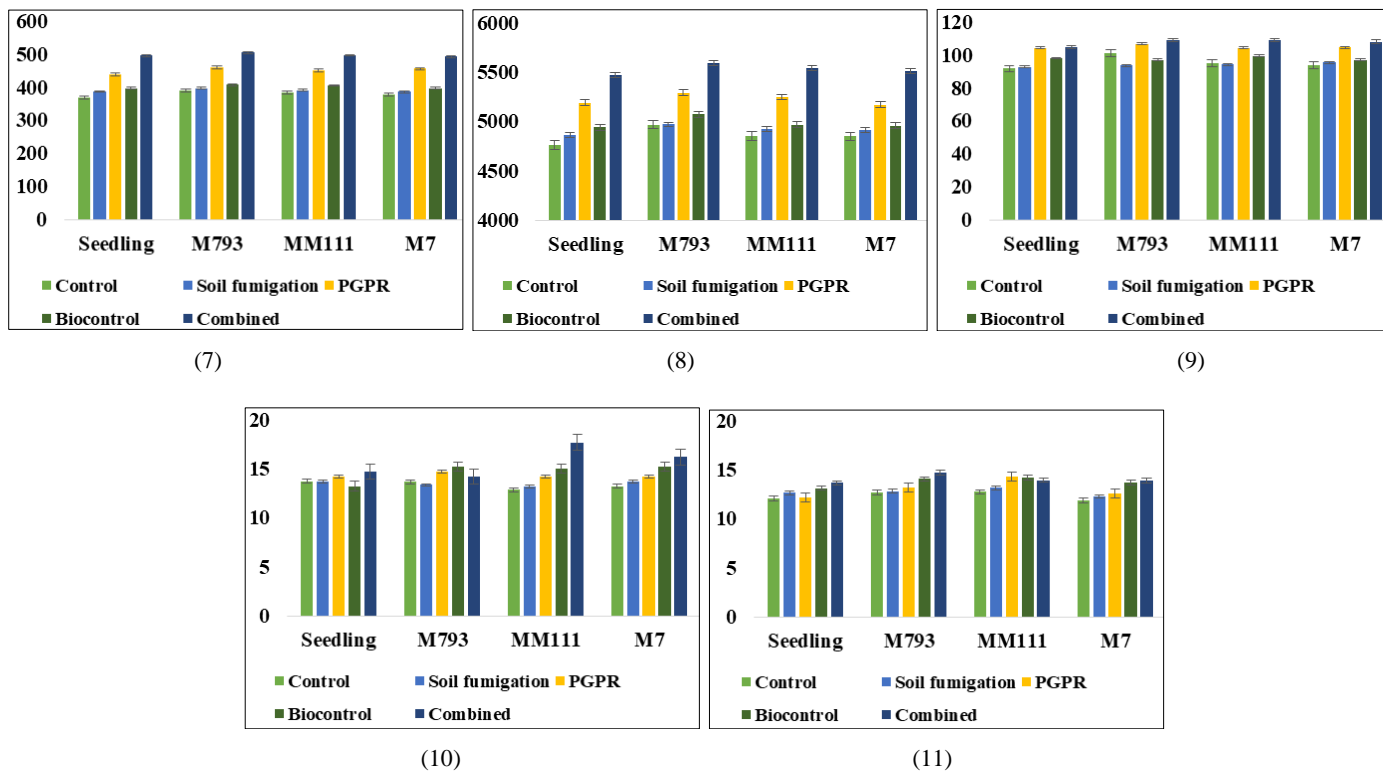 600
500
400
300
200
100
0
Seedling M793 MM111 M7
Control Soil fumigation PGPR
Biocontrol Combined
(7)
6000
5500
5000
4500
4000
Seedling M793 MM111 M7
Control Soil fumigation PGPR
Biocontrol Combined
(8)
120
100
80
60
40
20
0
Seedling M793 MM111 M7
Control Soil fumigation PGPR
Biocontrol Combined
(9)
20
15
10
5
0
Seedling M793 MM111 M7
Control Soil fumigation PGPR
Biocontrol Combined
(10)
20
15
10
5
0
Seedling M793 MM111 M7
Control Soil fumigation PGPR
Biocontrol Combined
(11)